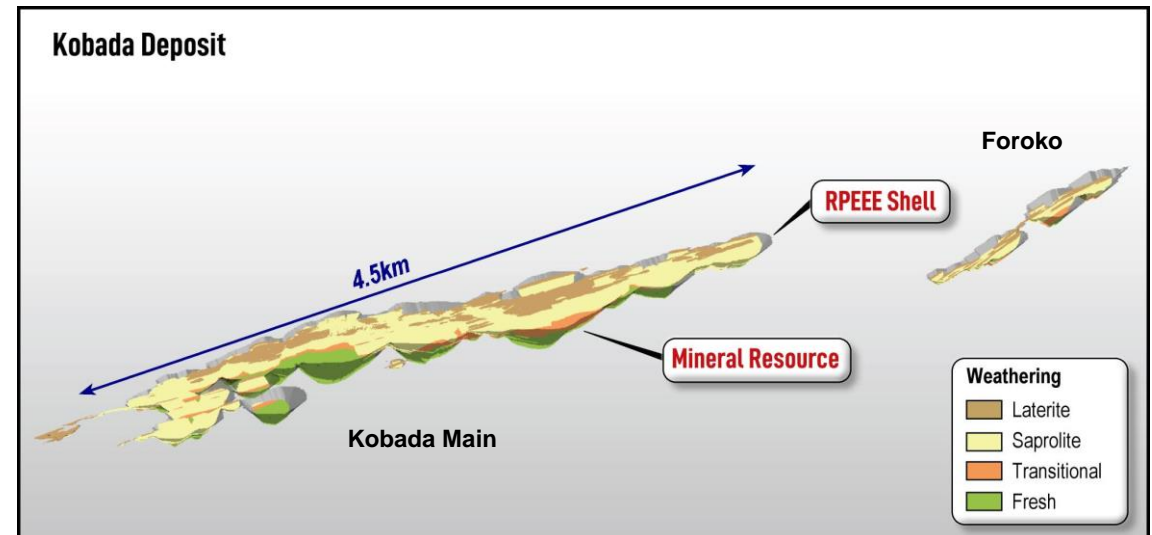 Kobada Deposit
Foroko
RPEEE Shell
4.5km
Mineral Resource
Kobada Main
Weathering
Laterite
Saprolite
Transitional
Fresh